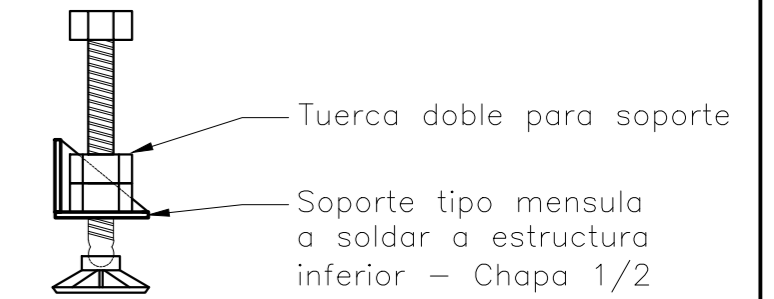 Tuerca doble para soporte
Soporte tipo mensula
a soldar a estructura
inferior – Chapa 1/2